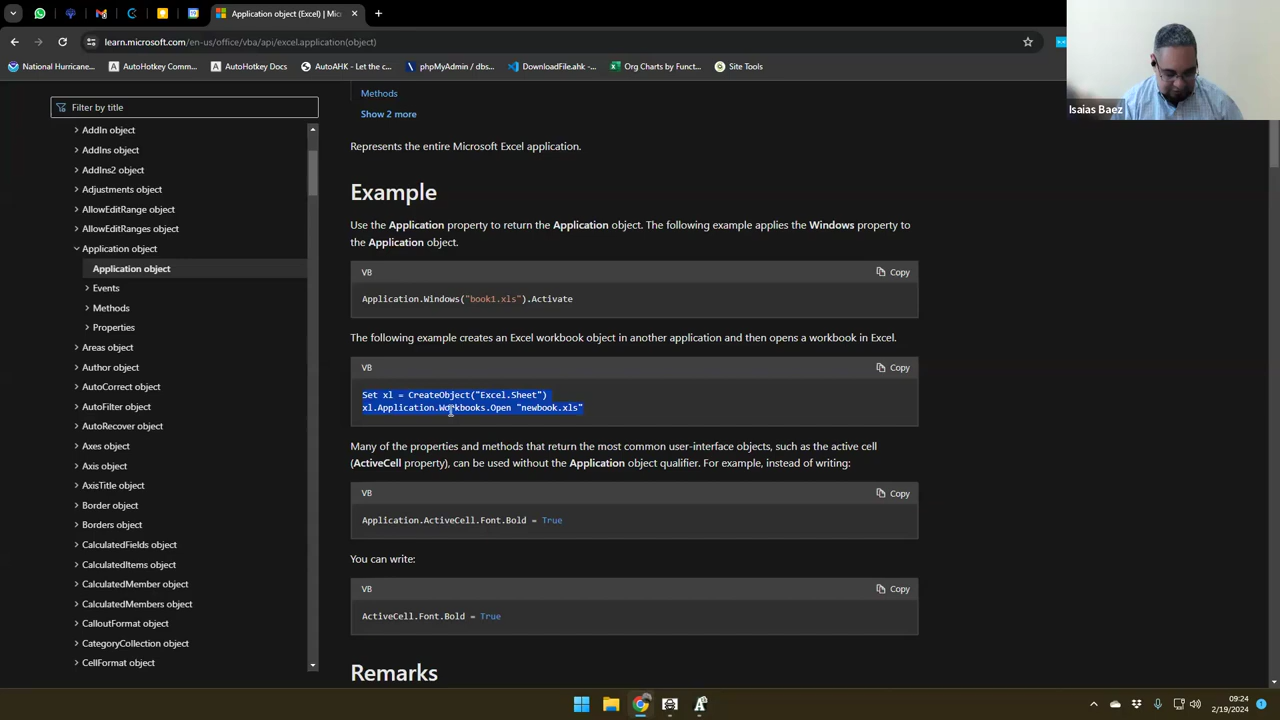 Application object (Excel) | Mic
learn.microsoft.com/en-us/office/vba/api/excel.application(object)
National Hurricane...
AutoHotkey Comm...
AutoHotkey Docs
AutoAHK - Let the c...
phpMyAdmin / dbs...
DownloadFile.ahk -...
Org Charts by Funct...
Site Tools
Isaias Baez
Filter by title
AddIn object
AddIns object
AddIns2 object
Adjustments object
AllowEditRange object
AllowEditRanges object
Application object
Application object
Events
Methods
Properties
Areas object
Author object
AutoCorrect object
AutoFilter object
AutoRecover object
Axes object
Axis object
AxisTitle object
Border object
Borders object
CalculatedFields object
CalculatedItems object
CalculatedMember object
CalculatedMembers object
CalloutFormat object
CategoryCollection object
CellFormat object
Methods
Show 2 more
Represents the entire Microsoft Excel application.
Example
Use the Application property to return the Application object. The following example applies the Windows property to
the Application object.
VB
Copy
Application.Windows("book1.xls").Activate
The following example creates an Excel workbook object in another application and then opens a workbook in Excel.
VB
Copy
Set xl = CreateObject("Excel.Sheet")
xl.Application.Workbooks.Open "newbook.xls"
Many of the properties and methods that return the most common user-interface objects, such as the active cell
(ActiveCell property), can be used without the Application object qualifier. For example, instead of writing:
VB
Copy
Application.ActiveCell.Font.Bold = True
You can write:
VB
Copy
ActiveCell.Font.Bold = True
Remarks
09:24
2/19/2024